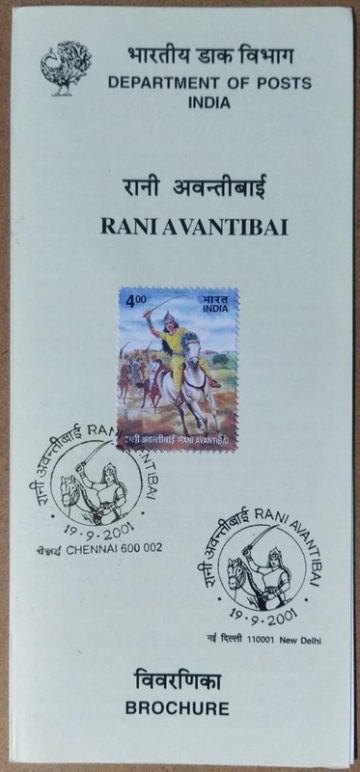 भारतीय डाक विभाग
DEPARTMENT OF POSTS
INDIA
रानी अवन्तीबाई
RANI AVANTIBAI
4.00
भारत
INDIA
रानी अवन्तीबाई RANI AVANTIBAI
रानी अवन्तीबाई RANI AVANTIBAI
19-9-2001
CHENNAI 600 002
रानी अवन्तीबाई RANI AVANTIBAI
19-9-2001
नई दिल्ली 110001 New Delhi
विवरणिका
BROCHURE